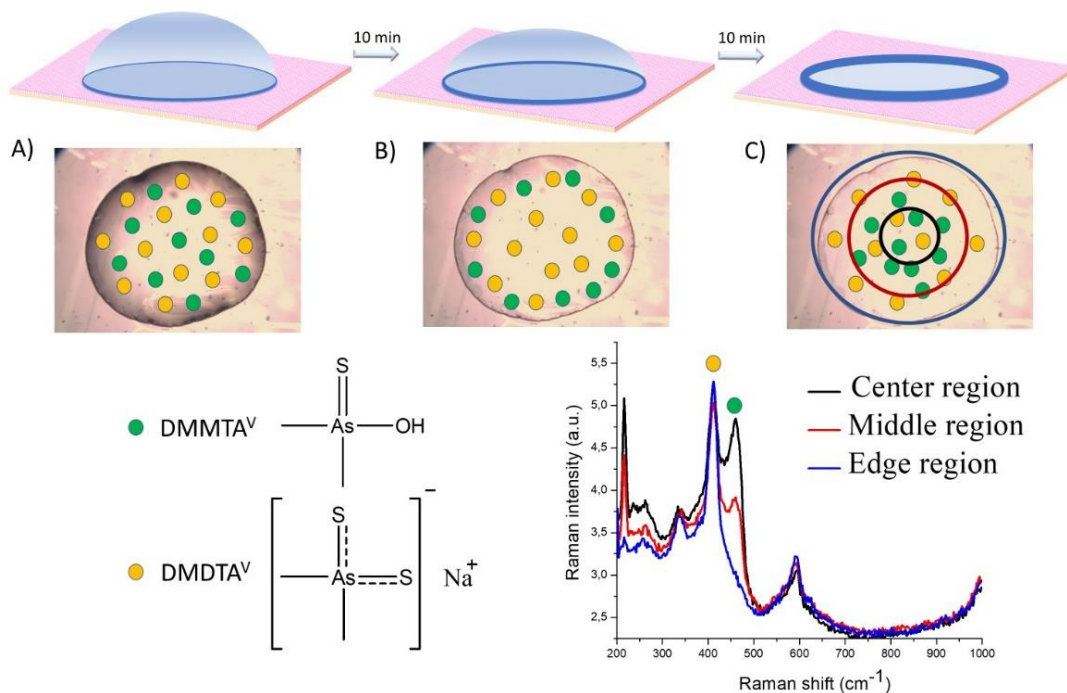 10 min
10 min
A)
B)
C)
S
As
OH
DMMTAⱽ
S
As
S
−
Na⁺
DMDTAⱽ
Center region
Middle region
Edge region
Raman intensity (a.u.)
5,5
5,0
4,5
4,0
3,5
3,0
2,5
200 300 400 500 600 700 800 900 1000
Raman shift (cm⁻¹)